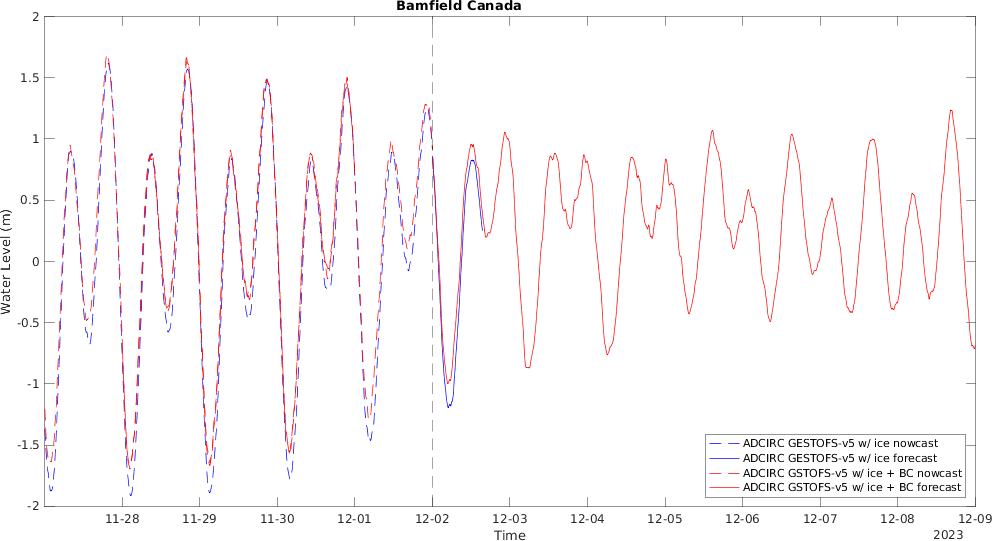 Bamfield Canada
2
1.5
1
0.5
0
-0.5
-1
-1.5
-2
Water Level (m)
ADCIRC GESTOFS-v5 w/ ice nowcast
ADCIRC GESTOFS-v5 w/ ice forecast
ADCIRC GSTOFS-v5 w/ ice + BC nowcast
ADCIRC GSTOFS-v5 w/ ice + BC forecast
11-28 11-29 11-30 12-01 12-02 12-03 12-04 12-05 12-06 12-07 12-08 12-09
Time
2023